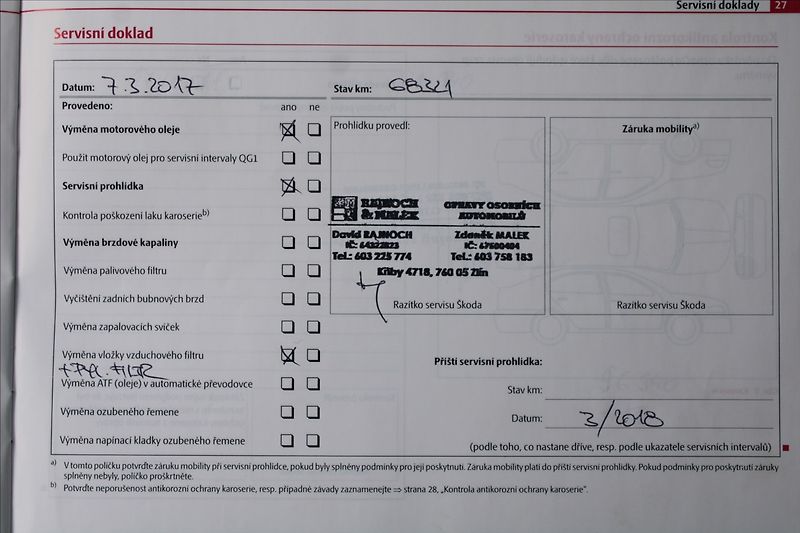 Servisní doklady 27
Servisní doklad
Datum: 7.3.2017 Stav km: 68321
Provedeno: ano ne
Výměna motorového oleje
Použit motorový olej pro servisní intervaly QG1
Servisní prohlídka
Kontrola poškození laku karoserie b)
Výměna brzdové kapaliny
Výměna palivového filtru
Vyčištění zadních bubnových brzd
Výměna zapalovacích svíček
Výměna vložky vzduchového filtru
+ PYL. FILTR
Výměna ATF (oleje) v automatické převodovce
Výměna ozubeného řemene
Výměna napínací kladky ozubeného řemene
Prohlídku provedl:
RAJNOCH & MALEK
OPRAVY OSOBNÍCH AUTOMOBILŮ
David RAJNOCH
IČ:
Tel.: 603 225 774
Zdeněk MALEK
IČ:
Tel.: 603 758 183
Křiby 4718, 760 05 Zlín
Razítko servisu Škoda
Záruka mobility a)
Razítko servisu Škoda
Příští servisní prohlídka:
Stav km:
Datum: 3/2018
(podle toho, co nastane dříve, resp. podle ukazatele servisních intervalů)
a) V tomto políčku potvrďte záruku mobility při servisní prohlídce, pokud byly splněny podmínky pro její poskytnutí. Záruka mobility platí do příští servisní prohlídky. Pokud podmínky pro poskytnutí záruky
splněny nebyly, políčko proškrtněte.
b) Potvrďte neporušenost antikorozní ochrany karoserie, resp. případné závady zaznamenejte ⇒ strana 28, „Kontrola antikorozní ochrany karoserie".